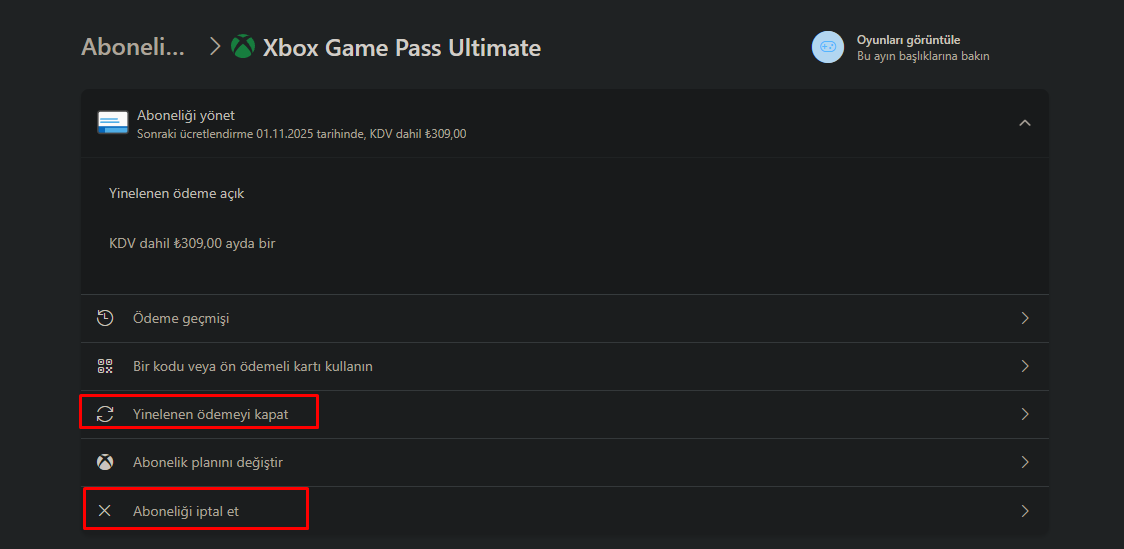 Aboneli...
Xbox Game Pass Ultimate
Oyunları görüntüle
Bu ayın başlıklarına bakın
Aboneliği yönet
Sonraki ücretlendirme 01.11.2025 tarihinde, KDV dahil ₺309,00
Yinelenen ödeme açık
KDV dahil ₺309,00 ayda bir
Ödeme geçmişi
Bir kodu veya ön ödemeli kartı kullanın
Yinelenen ödemeyi kapat
Abonelik planını değiştir
Aboneliği iptal et